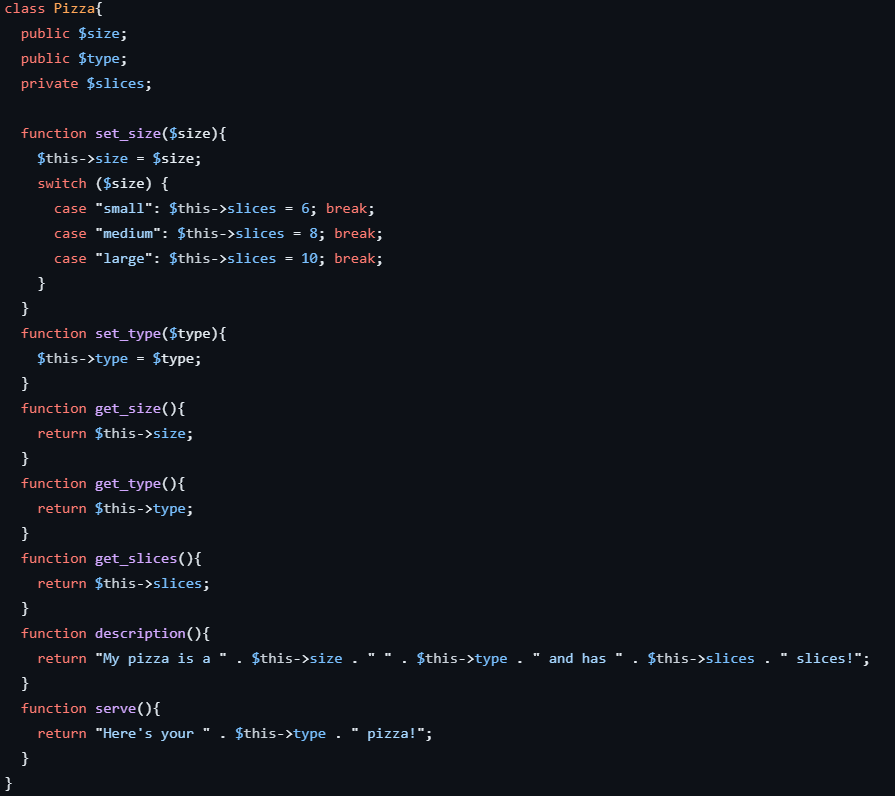 class Pizza{
  public $size;
  public $type;
  private $slices;

  function set_size($size){
    $this->size = $size;
    switch ($size) {
      case "small": $this->slices = 6; break;
      case "medium": $this->slices = 8; break;
      case "large": $this->slices = 10; break;
    }
  }
  function set_type($type){
    $this->type = $type;
  }
  function get_size(){
    return $this->size;
  }
  function get_type(){
    return $this->type;
  }
  function get_slices(){
    return $this->slices;
  }
  function description(){
    return "My pizza is a " . $this->size . " " . $this->type . " and has " . $this->slices . " slices!";
  }
  function serve(){
    return "Here's your " . $this->type . " pizza!";
  }
}